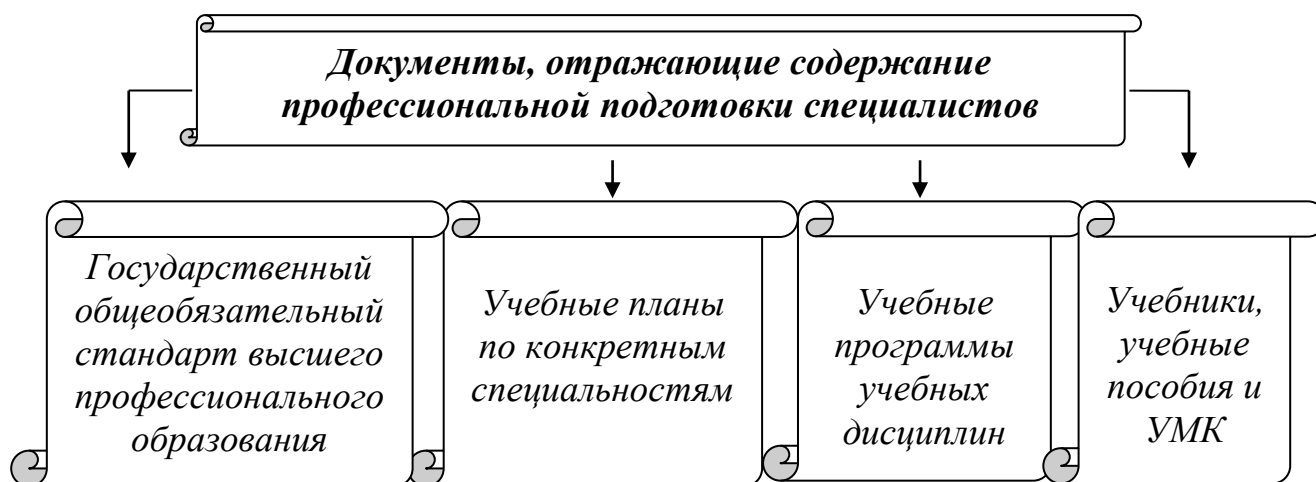 Документы, отражающие содержание
профессиональной подготовки специалистов
Государственный
общеобязательный
стандарт высшего
профессионального
образования
Учебные планы
по конкретным
специальностям
Учебные
программы
учебных
дисциплин
Учебники,
учебные
пособия и
УМК